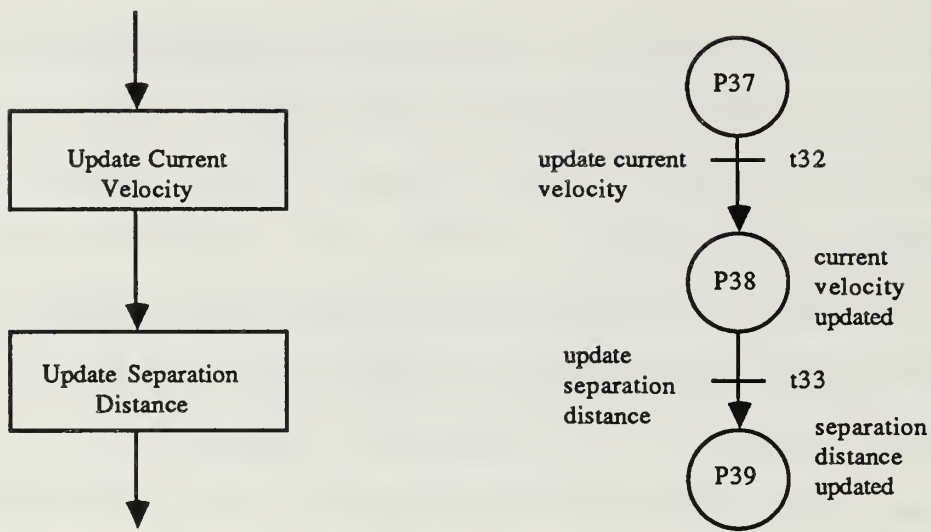 Update Current
Velocity
Update Separation
Distance
P37
update current
velocity
t32
P38
current
velocity
updated
update
separation
distance
t33
P39
separation
distance
updated